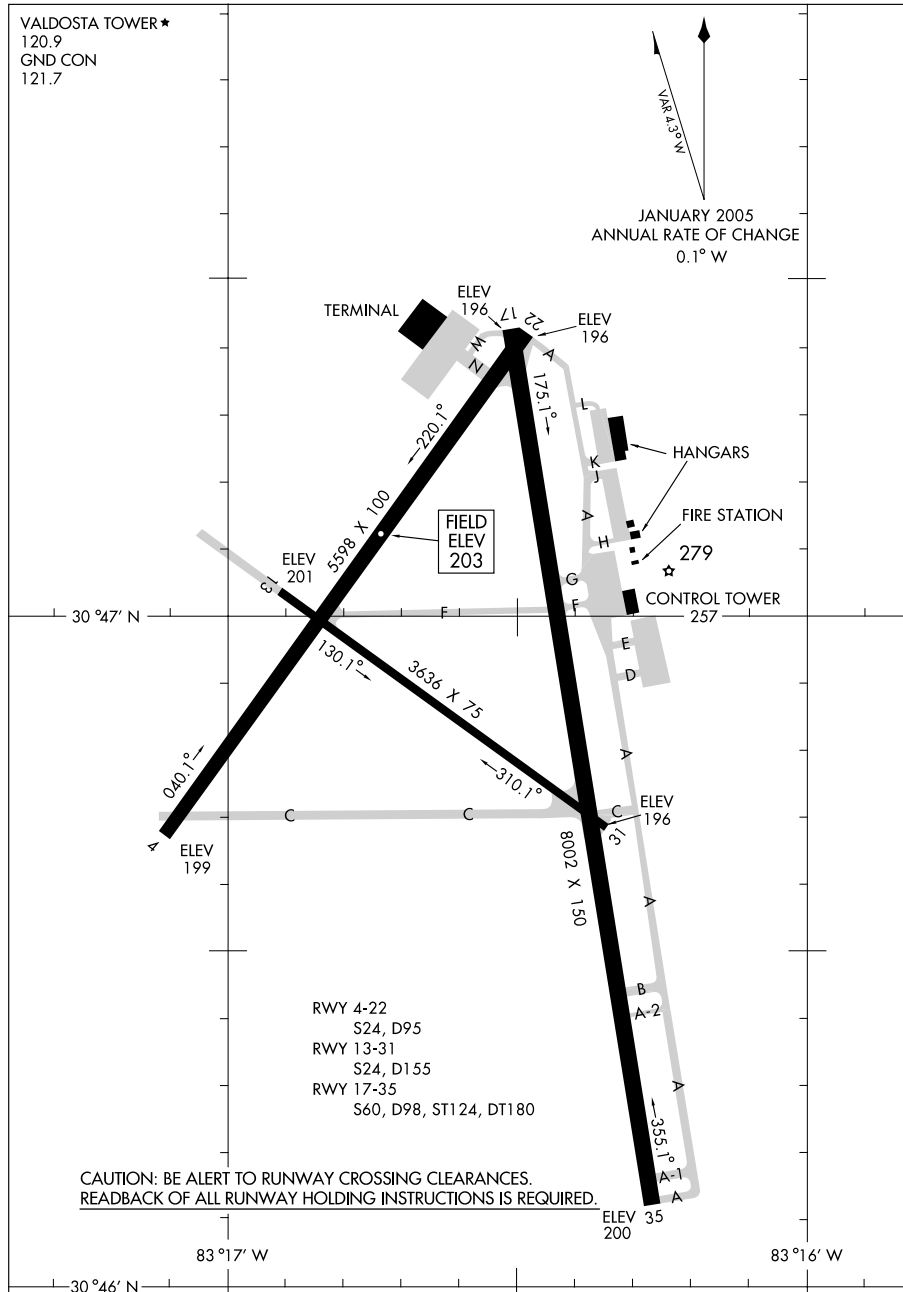 VALDOSTA TOWER★
120.9
GND CON
121.7
VAR 4.3° W
JANUARY 2005
ANNUAL RATE OF CHANGE
0.1° W
TERMINAL
ELEV
196
17
22
ELEV
196
A
W
N
175.1°
L
220.1°
HANGARS
K
J
5598 X 100
FIELD
ELEV
203
A
FIRE STATION
H
279
ELEV
201
13
G
F
F
CONTROL TOWER
257
30 °47' N
E
D
130.1°
3636 X 75
A
310.1°
040.1°
C
C
C
ELEV
196
31
4
ELEV
199
8002 X 150
A
B
A-2
RWY 4-22
S24, D95
RWY 13-31
S24, D155
RWY 17-35
S60, D98, ST124, DT180
A
355.1°
A-1
A
CAUTION: BE ALERT TO RUNWAY CROSSING CLEARANCES.
READBACK OF ALL RUNWAY HOLDING INSTRUCTIONS IS REQUIRED.
ELEV
200
35
83 °17' W
83 °16' W
30 °46' N